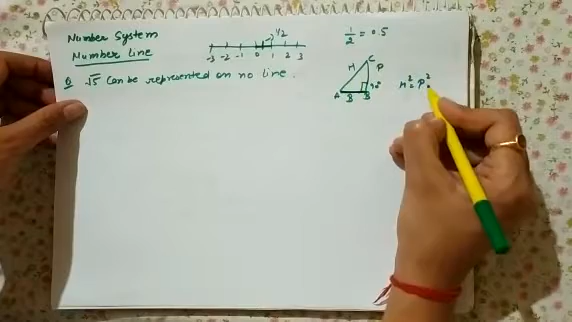 Number System
Number Line
1/2
-3 -2 -1 0 1 2 3
1/2 = 0.5
Q √5 can be represented on no line.
C
H P
A B B 90°
H² = P²